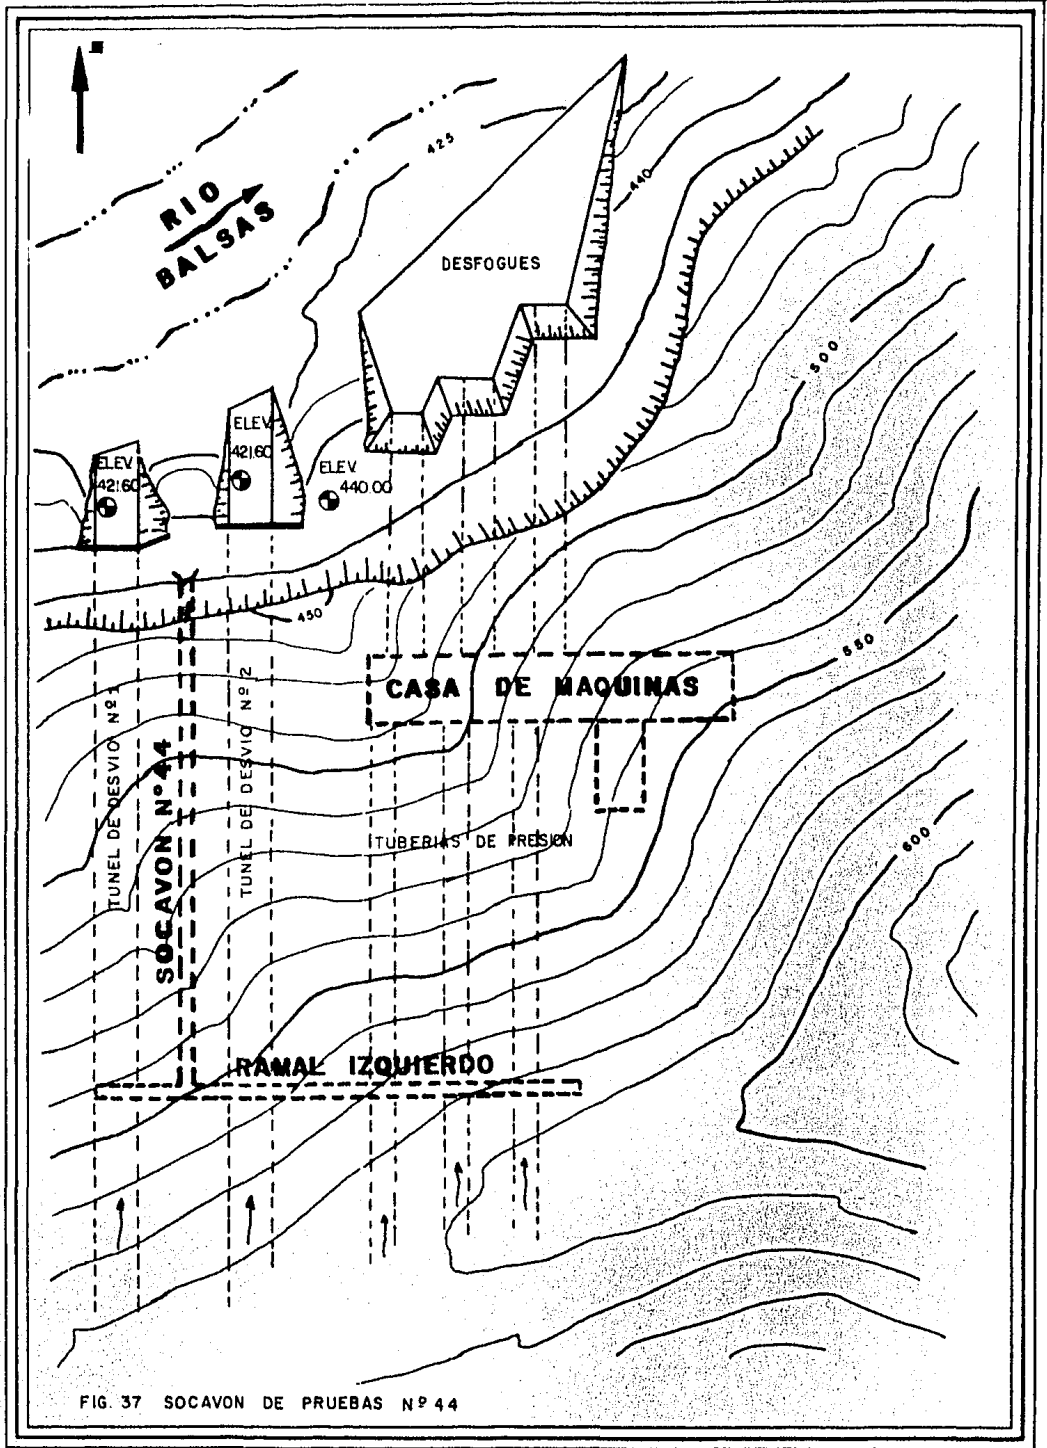 425
RIO
BALSAS
440
DESFOGUES
500
ELEV.
421.60
ELEV.
421.60
ELEV.
440.00
450
550
CASA DE MAQUINAS
TUNEL DE DESVIO Nº 1
SOCAVON Nº 44
TUNEL DE DESVIO Nº 2
TUBERIAS DE PRESION
600
RAMAL IZQUIERDO
FIG. 37 SOCAVON DE PRUEBAS Nº 44